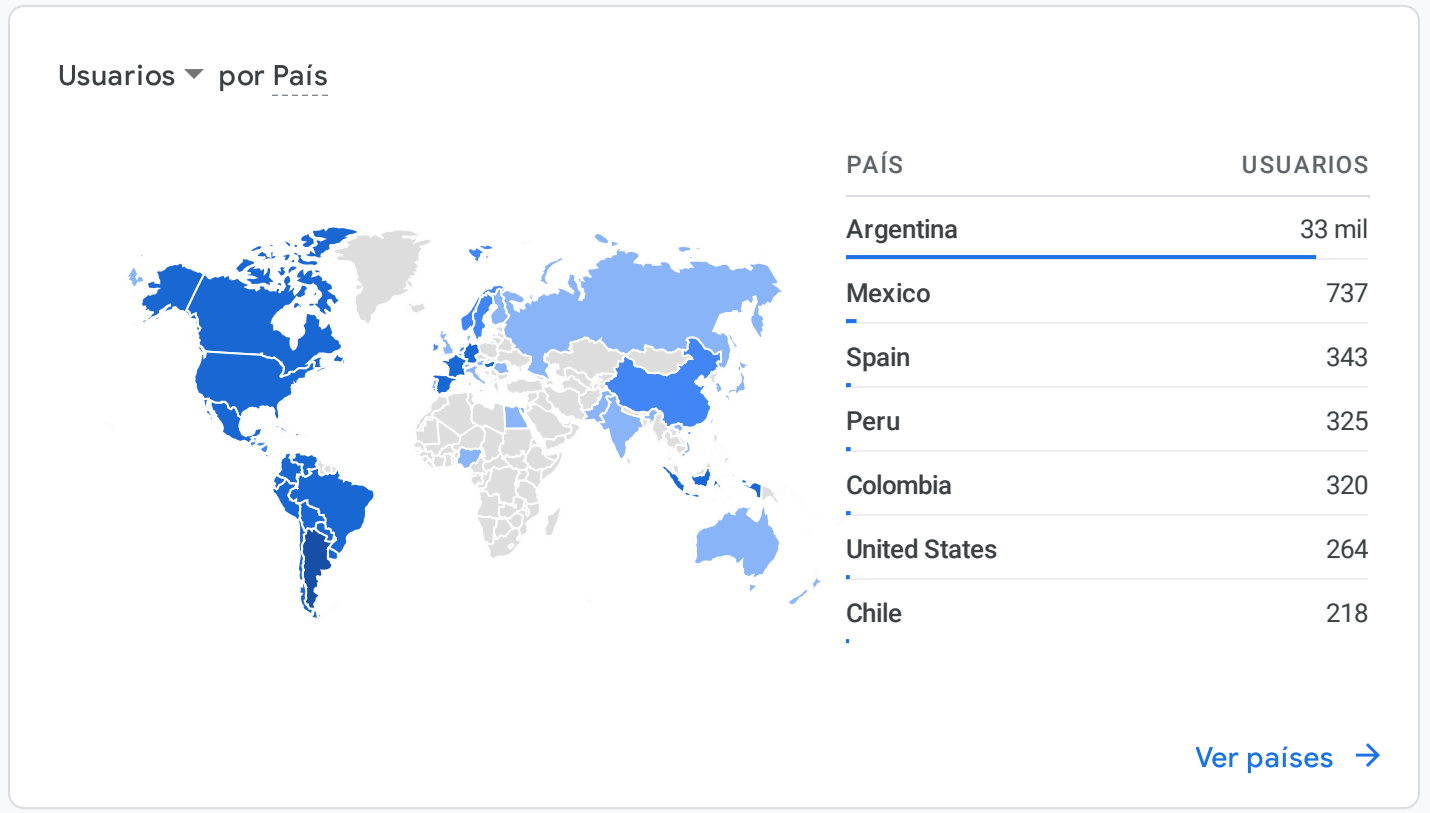 Usuarios por País
PAÍS USUARIOS
Argentina 33 mil
Mexico 737
Spain 343
Peru 325
Colombia 320
United States 264
Chile 218
Ver países